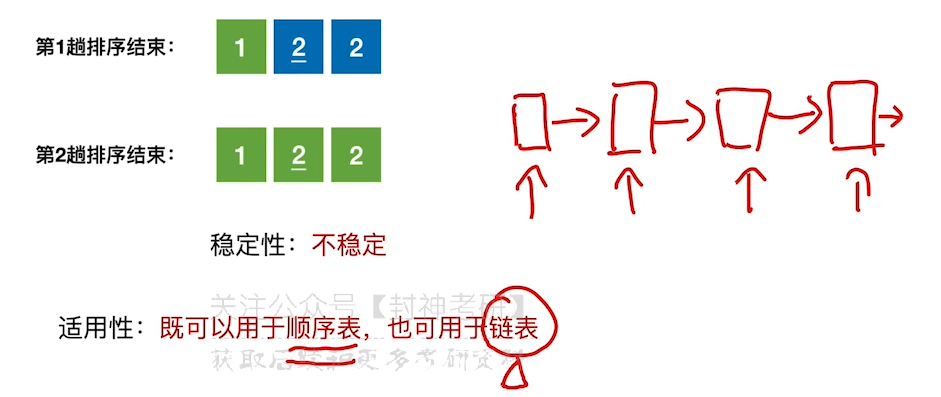 第1趟排序结束：
1 2 2
第2趟排序结束：
1 2 2
稳定性：不稳定
关注公众号【封神考研】
适用性：既可以用于顺序表，也可用于链表
获取后续和更多考研资料